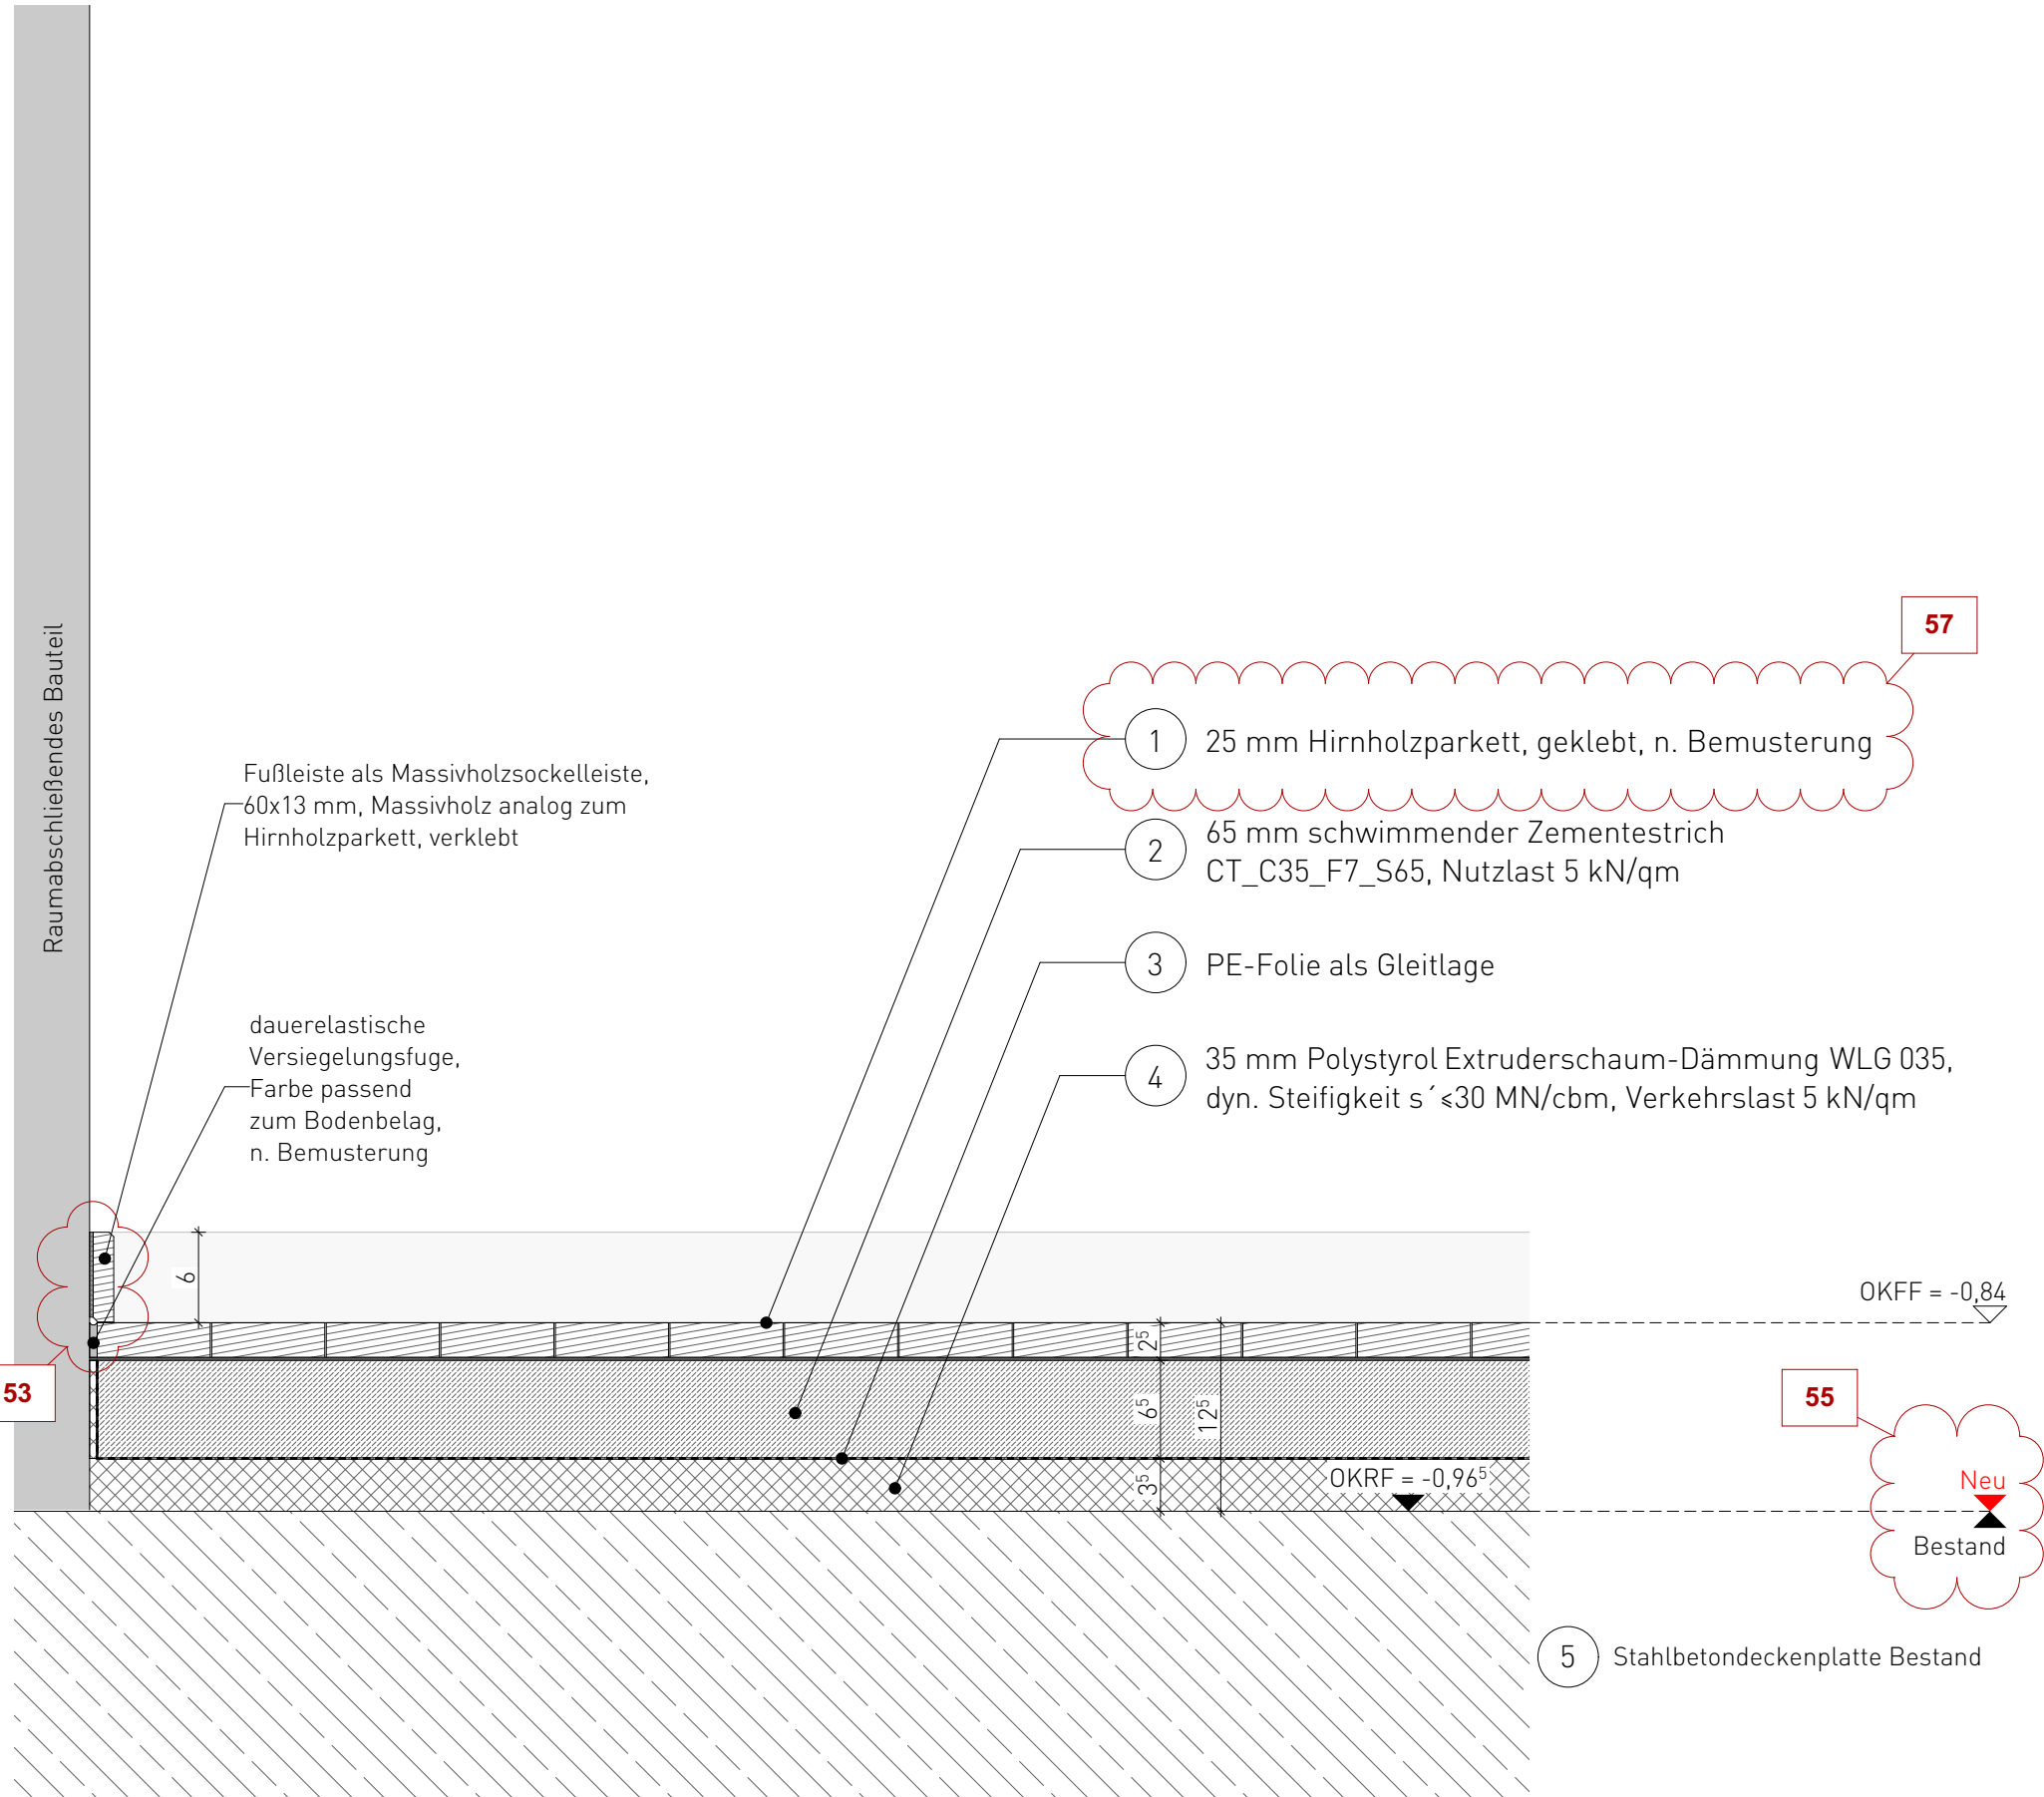 Raumabschließendes Bauteil
57
1 25 mm Hirnholzparkett, geklebt, n. Bemusterung
Fußleiste als Massivholzsockelleiste,
60x13 mm, Massivholz analog zum
Hirnholzparkett, verklebt
2 65 mm schwimmender Zementestrich
CT_C35_F7_S65, Nutzlast 5 kN/qm
3 PE-Folie als Gleitlage
dauerelastische
Versiegelungsfuge,
Farbe passend
zum Bodenbelag,
n. Bemusterung
4 35 mm Polystyrol Extruderschaum-Dämmung WLG 035,
dyn. Steifigkeit s´≤30 MN/cbm, Verkehrslast 5 kN/qm
6
OKFF = -0,84
2⁵
53
55
6⁵
12⁵
3⁵
OKRF = -0,96⁵
Neu
Bestand
5 Stahlbetondeckenplatte Bestand